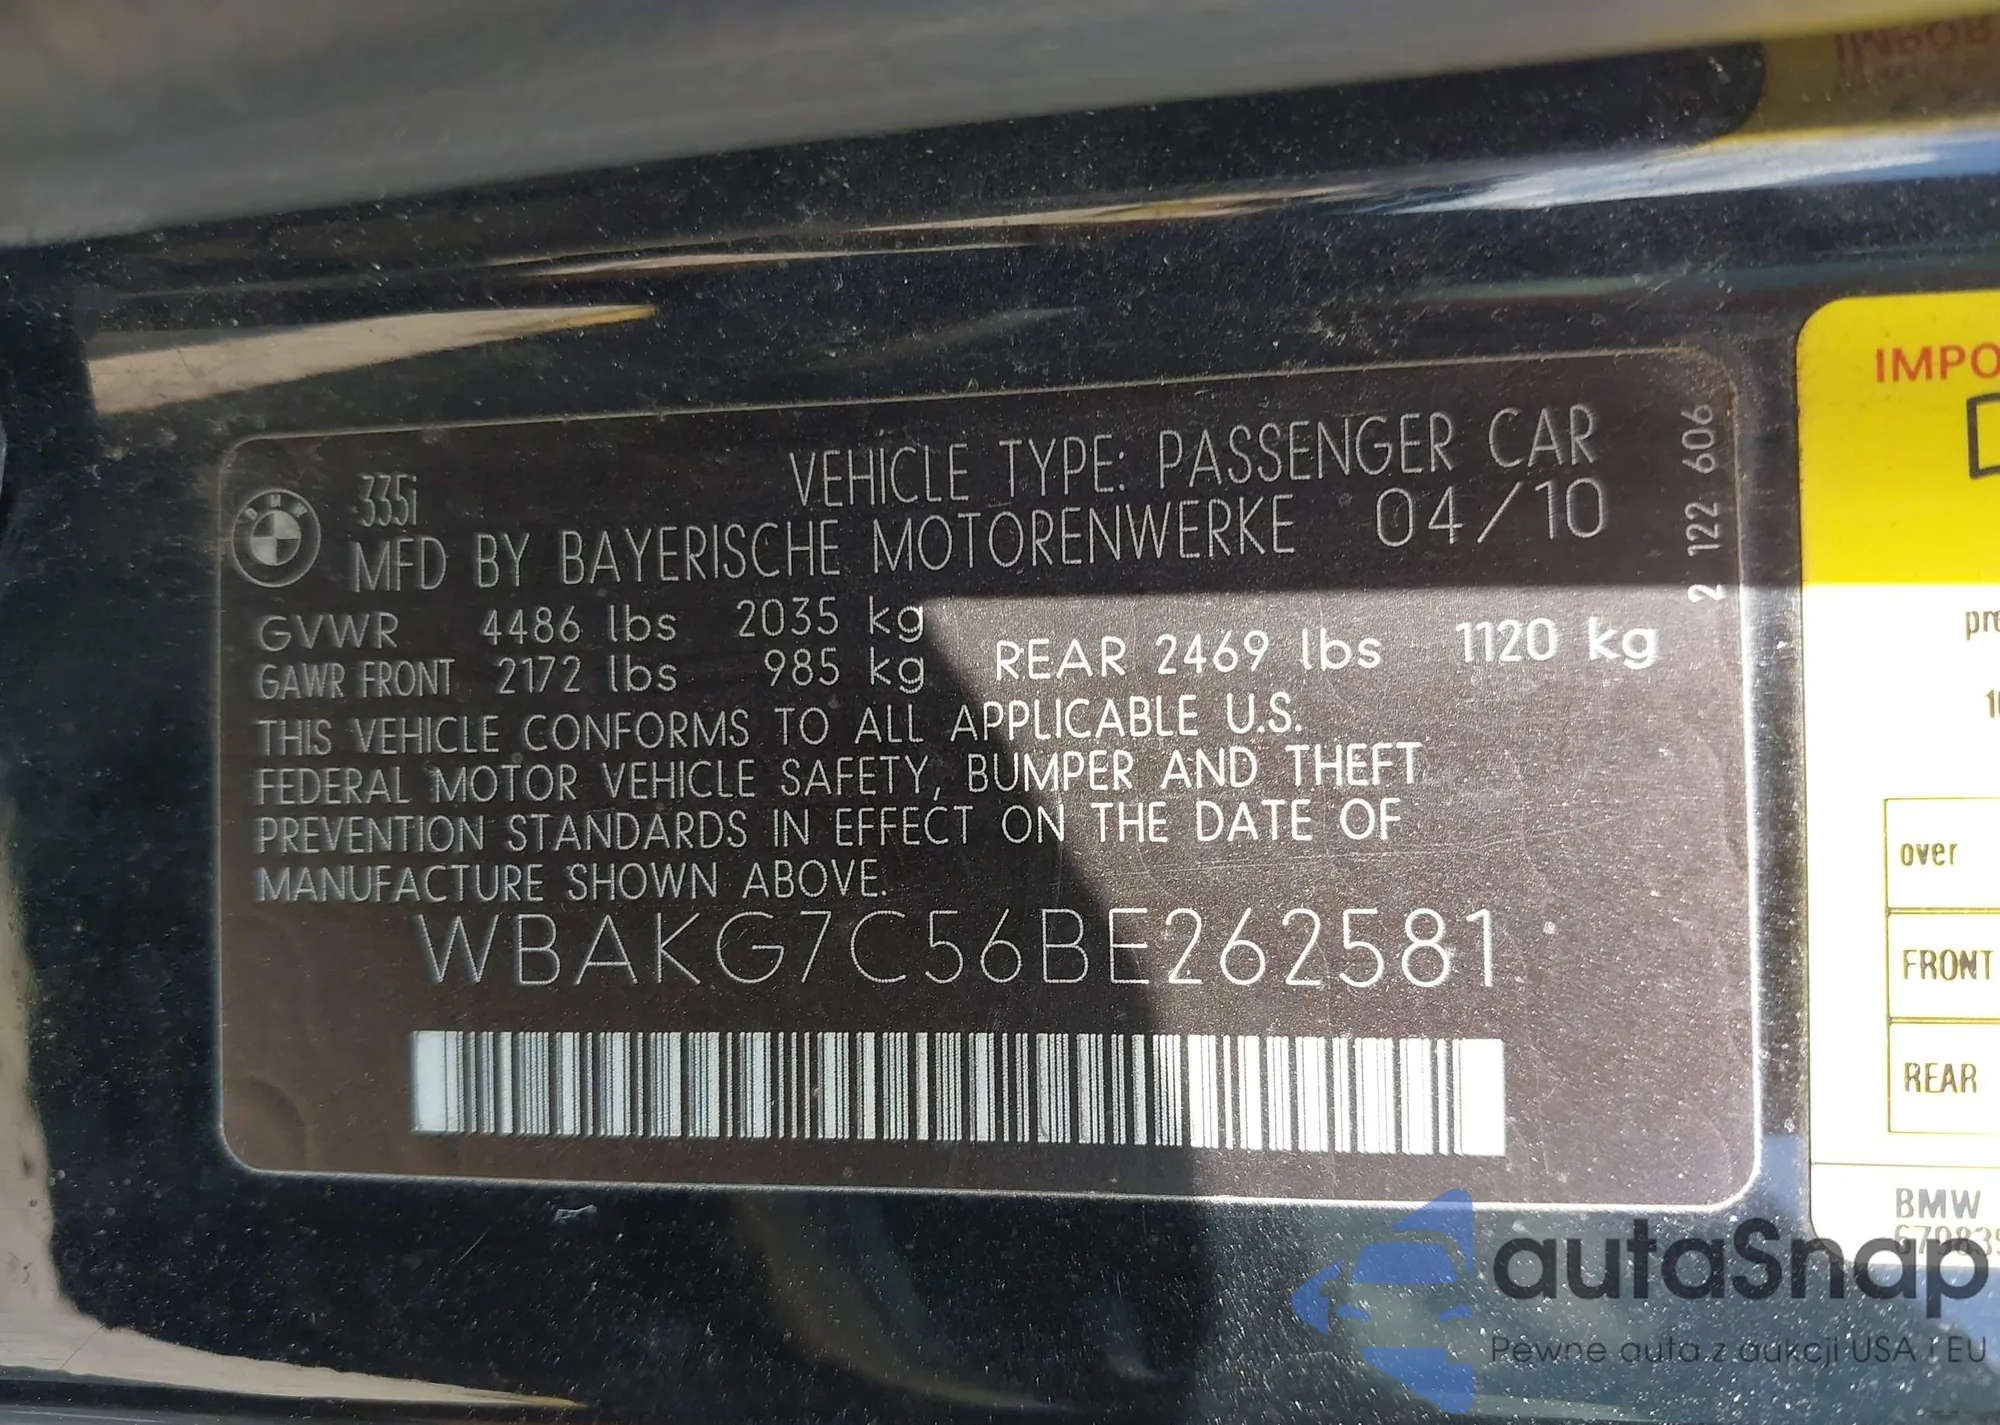 335i
VEHICLE TYPE: PASSENGER CAR
MFD BY BAYERISCHE MOTORENWERKE 04/10
GVWR 4486 lbs 2035 kg
GAWR FRONT 2172 lbs 985 kg REAR 2469 lbs 1120 kg
THIS VEHICLE CONFORMS TO ALL APPLICABLE U.S.
FEDERAL MOTOR VEHICLE SAFETY, BUMPER AND THEFT
PREVENTION STANDARDS IN EFFECT ON THE DATE OF
MANUFACTURE SHOWN ABOVE.
WBAKG7C56BE262581
2 122 606
IMPO
pre
over
FRONT
REAR
BMW
autaSnap
Pewne auta z aukcji USA i EU